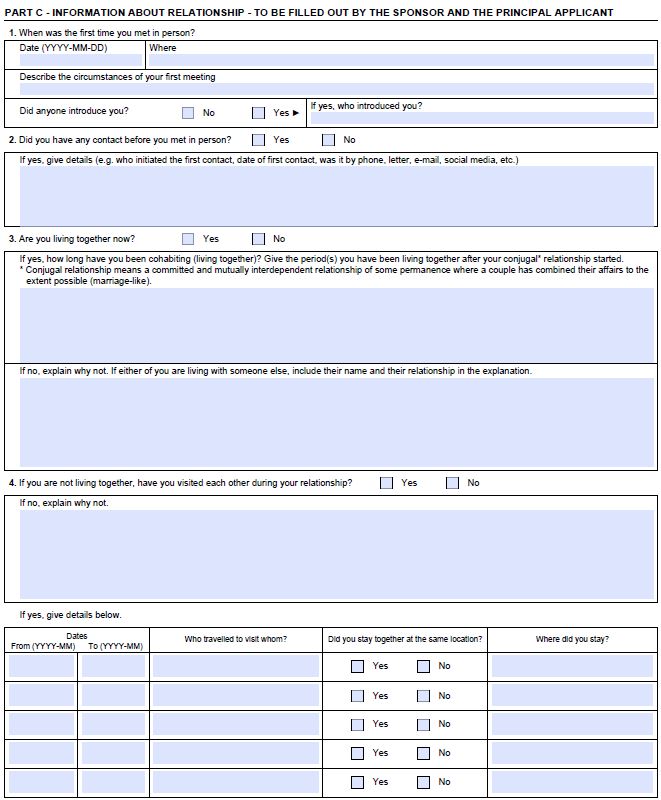 PART C - INFORMATION ABOUT RELATIONSHIP - TO BE FILLED OUT BY THE SPONSOR AND THE PRINCIPAL APPLICANT
1. When was the first time you met in person?
Date (YYYY-MM-DD) Where
Describe the circumstances of your first meeting
Did anyone introduce you? No Yes ► If yes, who introduced you?
2. Did you have any contact before you met in person? Yes No
If yes, give details (e.g. who initiated the first contact, date of first contact, was it by phone, letter, e-mail, social media, etc.)
3. Are you living together now? Yes No
If yes, how long have you been cohabiting (living together)? Give the period(s) you have been living together after your conjugal* relationship started.
* Conjugal relationship means a committed and mutually interdependent relationship of some permanence where a couple has combined their affairs to the
extent possible (marriage-like).
If no, explain why not. If either of you are living with someone else, include their name and their relationship in the explanation.
4. If you are not living together, have you visited each other during your relationship? Yes No
If no, explain why not.
If yes, give details below.
Dates
From (YYYY-MM) To (YYYY-MM) Who travelled to visit whom? Did you stay together at the same location? Where did you stay?
Yes No
Yes No
Yes No
Yes No
Yes No